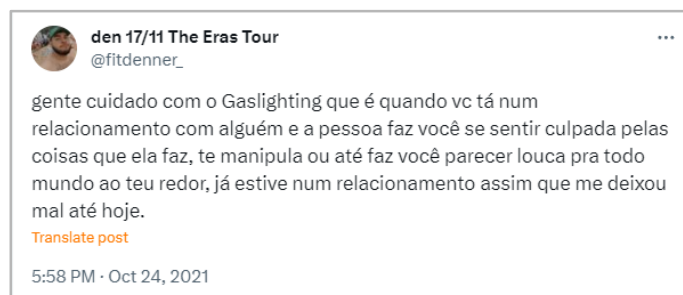 den 17/11 The Eras Tour
@fitdenner_
gente cuidado com o Gaslighting que é quando vc tá num
relacionamento com alguém e a pessoa faz você se sentir culpada pelas
coisas que ela faz, te manipula ou até faz você parecer louca pra todo
mundo ao teu redor, já estive num relacionamento assim que me deixou
mal até hoje.
Translate post
5:58 PM · Oct 24, 2021